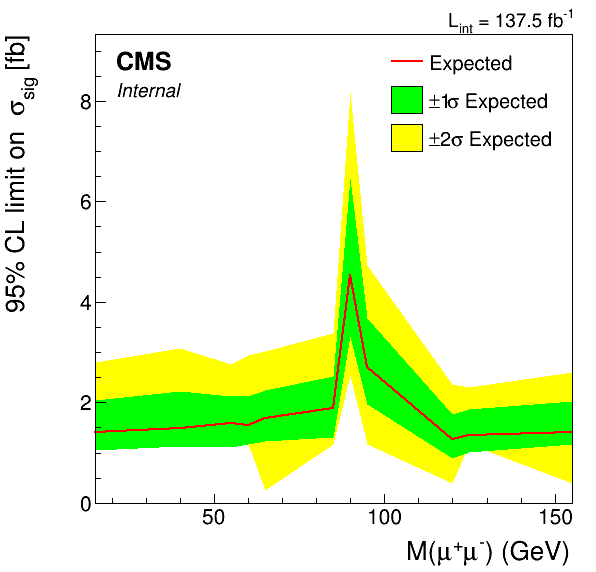 L_int = 137.5 fb⁻¹
CMS
Internal
Expected
±1σ Expected
±2σ Expected
95% CL limit on σ_sig [fb]
8
6
4
2
0
50
100
150
M(μ⁺μ⁻) (GeV)